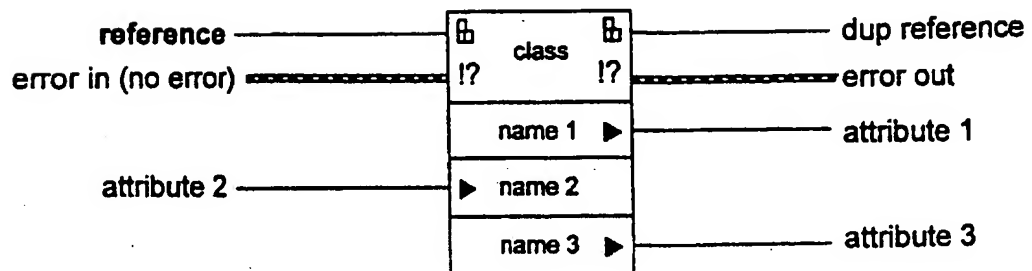 reference
class
dup reference
error in (no error)
!?
!?
error out
name 1
attribute 1
attribute 2
name 2
name 3
attribute 3